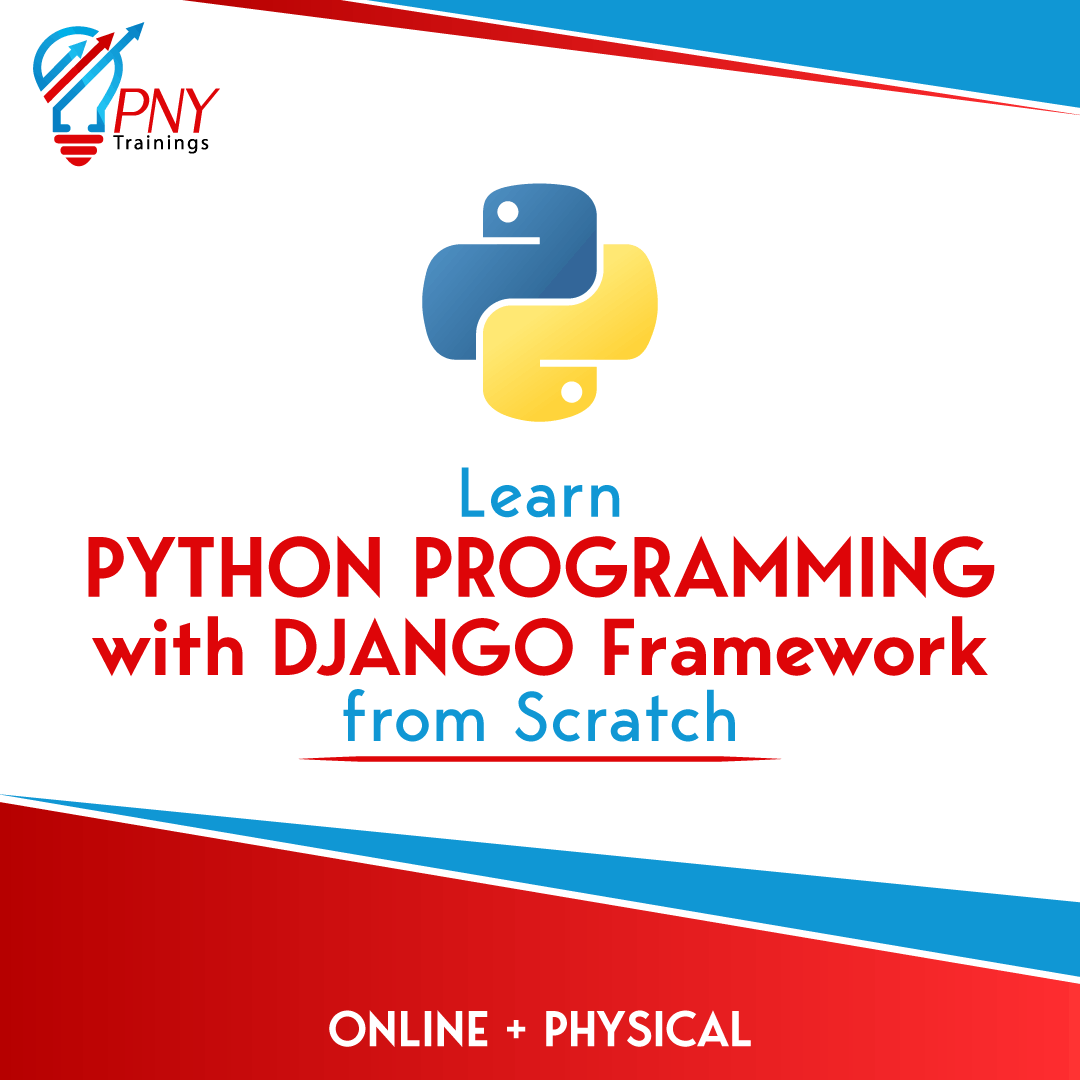 PNY
Trainings
Learn
PYTHON PROGRAMMING
with DJANGO Framework
from Scratch
ONLINE + PHYSICAL